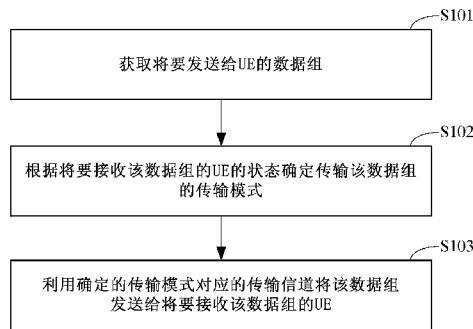 S101
获取将要发送给UE的数据组
S102
根据将要接收该数据组的UE的状态确定传输该数据组
的传输模式
S103
利用确定的传输模式对应的传输信道将该数据组
发送给将要接收该数据组的UE